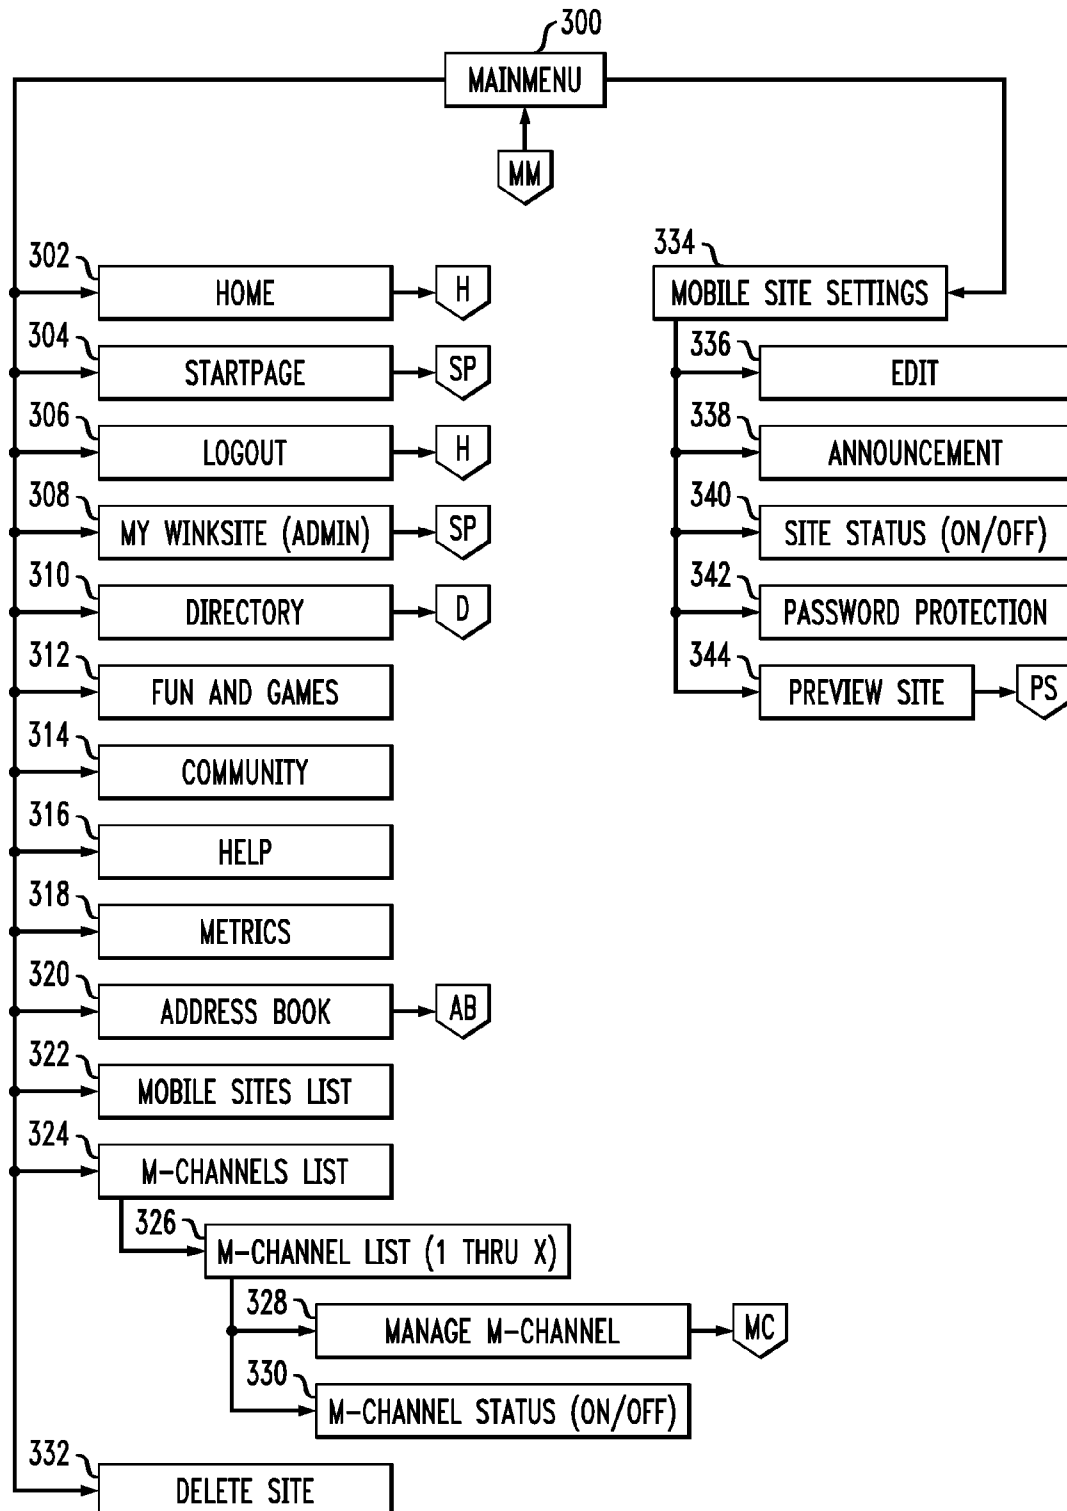 300
MAINMENU
MM
302
HOME
H
304
STARTPAGE
SP
306
LOGOUT
H
308
MY WINKSITE (ADMIN)
SP
310
DIRECTORY
D
312
FUN AND GAMES
314
COMMUNITY
316
HELP
318
METRICS
320
ADDRESS BOOK
AB
322
MOBILE SITES LIST
324
M-CHANNELS LIST
326
M-CHANNEL LIST (1 THRU X)
328
MANAGE M-CHANNEL
MC
330
M-CHANNEL STATUS (ON/OFF)
332
DELETE SITE
334
MOBILE SITE SETTINGS
336
EDIT
338
ANNOUNCEMENT
340
SITE STATUS (ON/OFF)
342
PASSWORD PROTECTION
344
PREVIEW SITE
PS